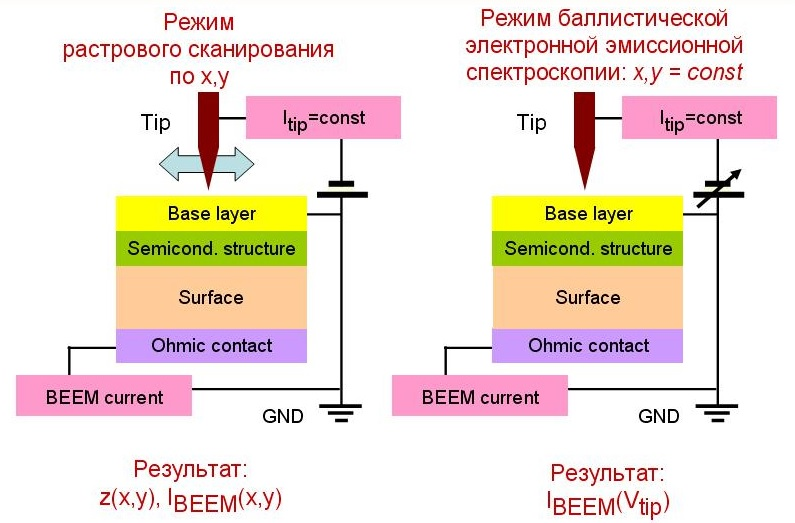 Режим
растрового сканирования
по x,y
Tip
Itip=const
Base layer
Semicond. structure
Surface
Ohmic contact
BEEM current
GND
Результат:
z(x,y), IBEEM(x,y)
Режим баллистической
электронной эмиссионной
спектроскопии: x,y = const
Tip
Itip=const
Base layer
Semicond. structure
Surface
Ohmic contact
BEEM current
GND
Результат:
IBEEM(Vtip)